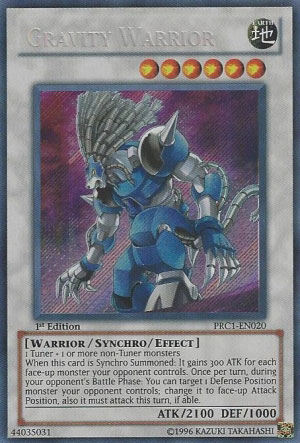 GRAVITY WARRIOR
EARTH
地
1st Edition
PRC1-EN020
[WARRIOR / SYNCHRO / EFFECT]
1 Tuner + 1 or more non-Tuner monsters
When this card is Synchro Summoned: It gains 300 ATK for each
face-up monster your opponent controls. Once per turn, during
your opponent's Battle Phase: You can target 1 Defense Position
monster your opponent controls; change it to face-up Attack
Position, also it must attack this turn, if able.
ATK/2100 DEF/1000
44035031
©1996 KAZUKI TAKAHASHI